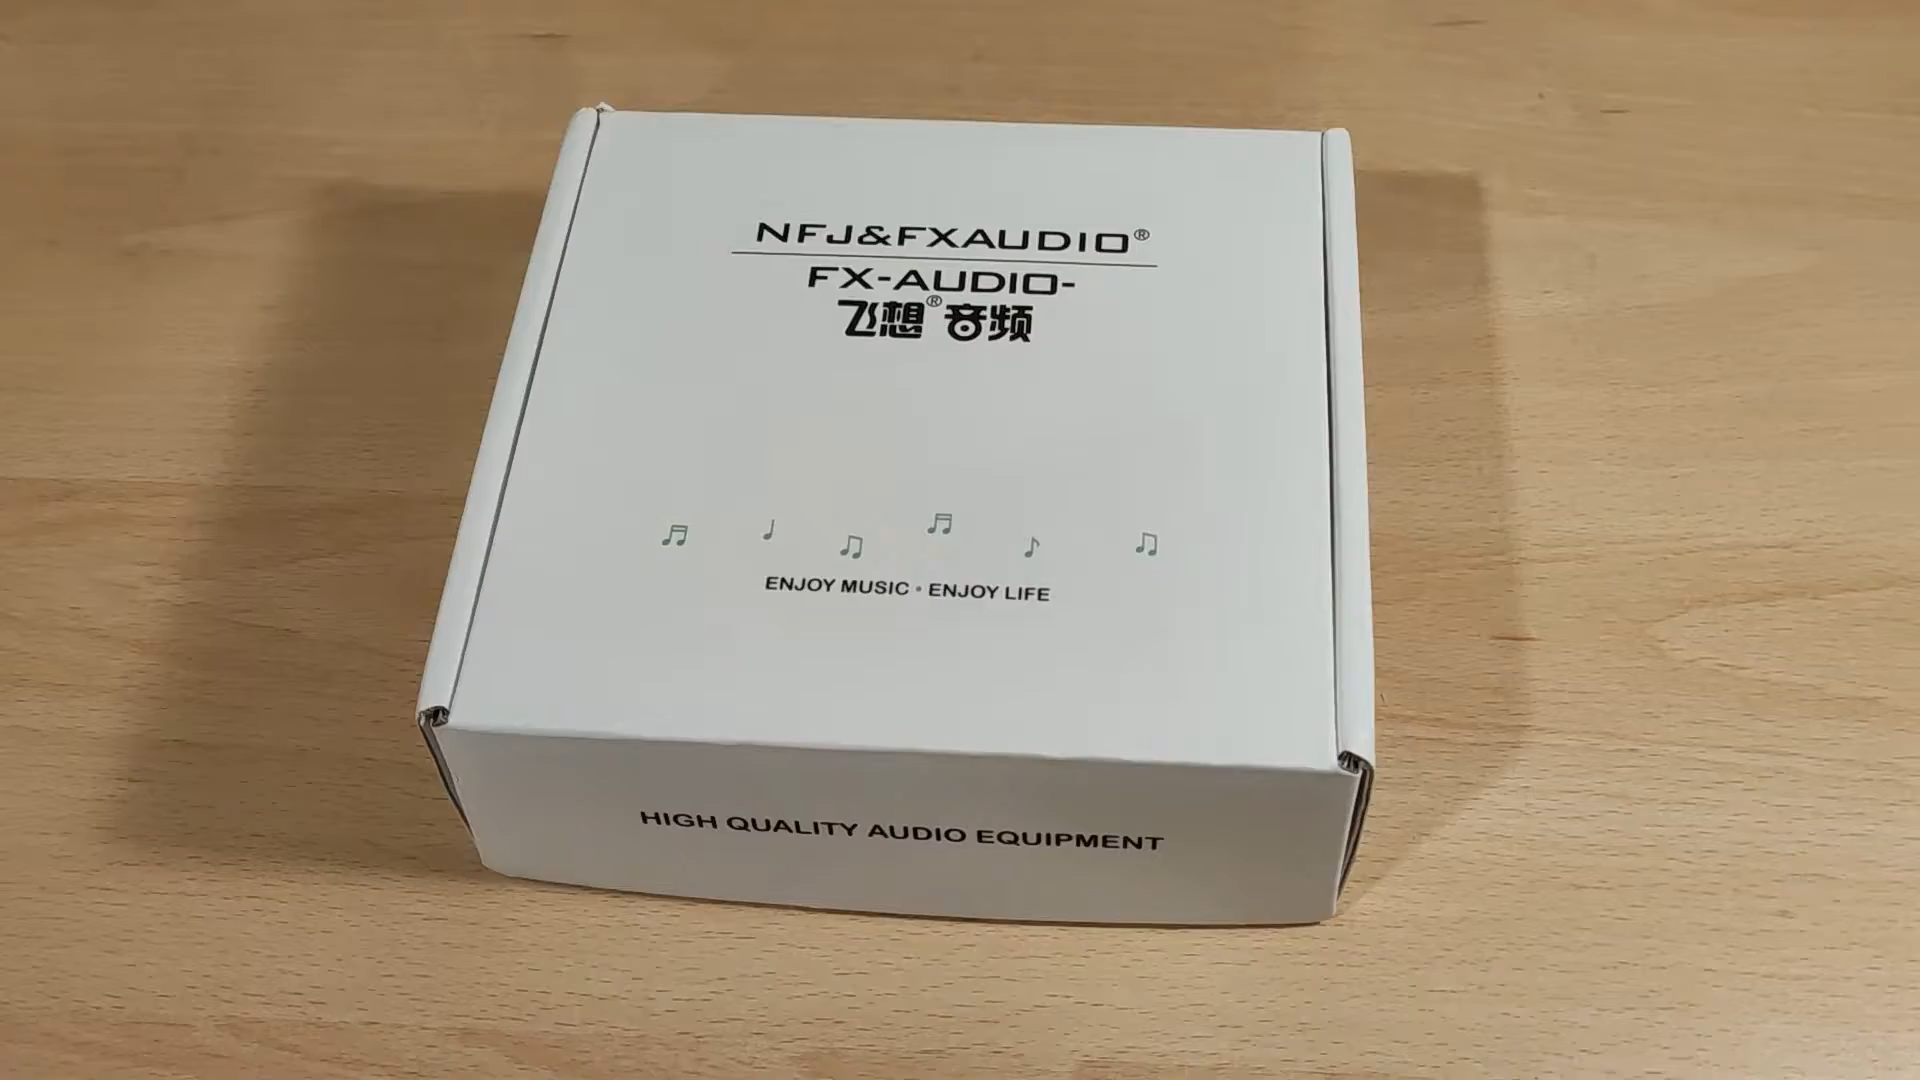 NFJ&FXAUDIO®
FX-AUDIO-
飞想®音频
ENJOY MUSIC • ENJOY LIFE
HIGH QUALITY AUDIO EQUIPMENT